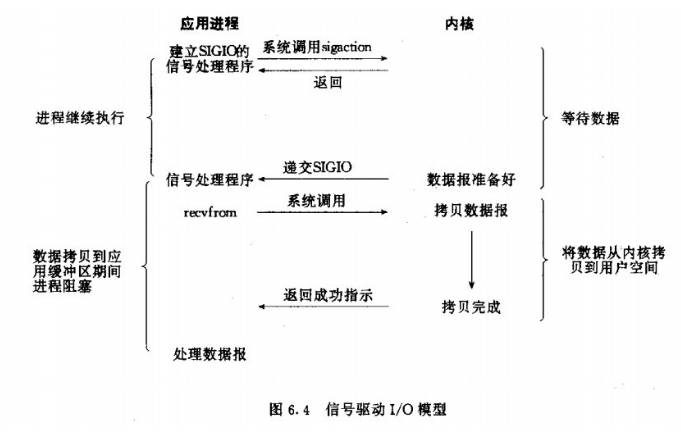 应用进程
内核
建立SIGIO的
信号处理程序
系统调用sigaction
返回
进程继续执行
等待数据
信号处理程序
递交SIGIO
数据报准备好
recvfrom
系统调用
拷贝数据报
数据拷贝到应
用缓冲区期间
进程阻塞
将数据从内核拷
贝到用户空间
返回成功指示
拷贝完成
处理数据报
图 6.4 信号驱动 I/O 模型